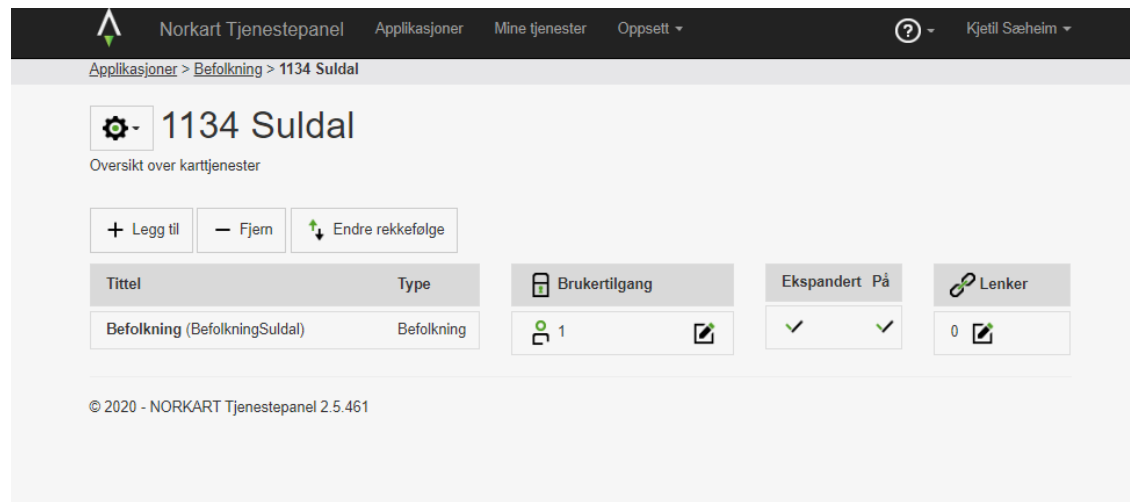 Norkart Tjenestepanel Applikasjoner Mine tjenester Oppsett Kjetil Sæheim
Applikasjoner > Befolkning > 1134 Suldal
1134 Suldal
Oversikt over karttjenester
Legg til Fjern Endre rekkefølge
Tittel Type Brukertilgang Ekspandert På Lenker
Befolkning (BefolkningSuldal) Befolkning 1 0
© 2020 - NORKART Tjenestepanel 2.5.461